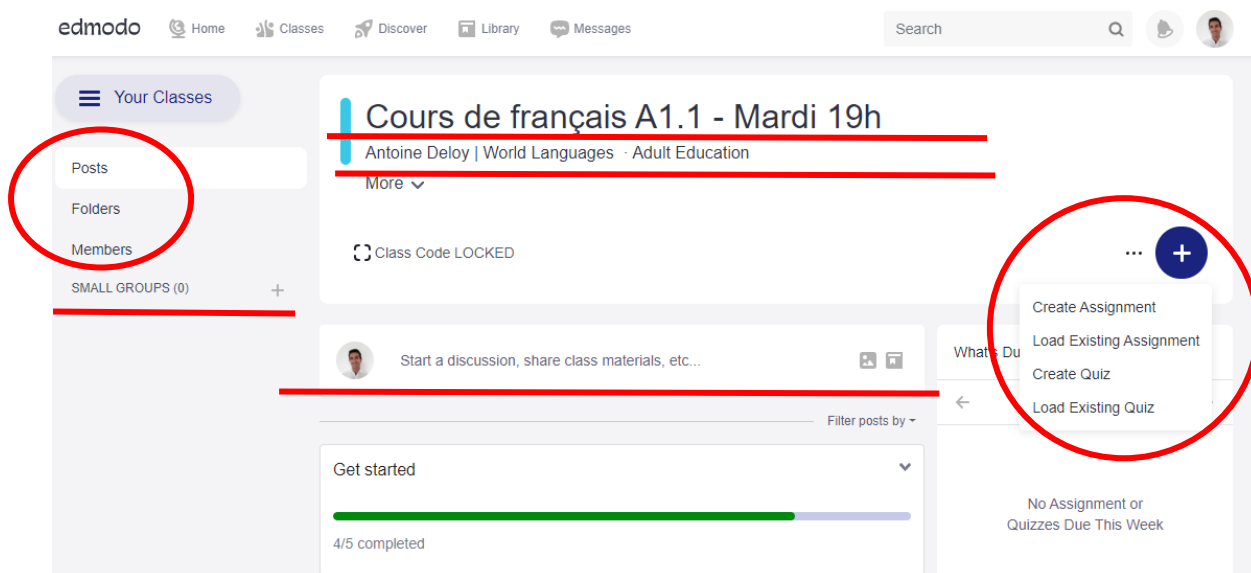 edmodo Home Classes Discover Library Messages Search
Your Classes
Posts
Folders
Members
SMALL GROUPS (0) +
Cours de français A1.1 - Mardi 19h
Antoine Deloy | World Languages · Adult Education
More
Class Code LOCKED
... +
Create Assignment
Load Existing Assignment
Create Quiz
Load Existing Quiz
Start a discussion, share class materials, etc...
What's Du
Filter posts by
Get started
4/5 completed
No Assignment or
Quizzes Due This Week